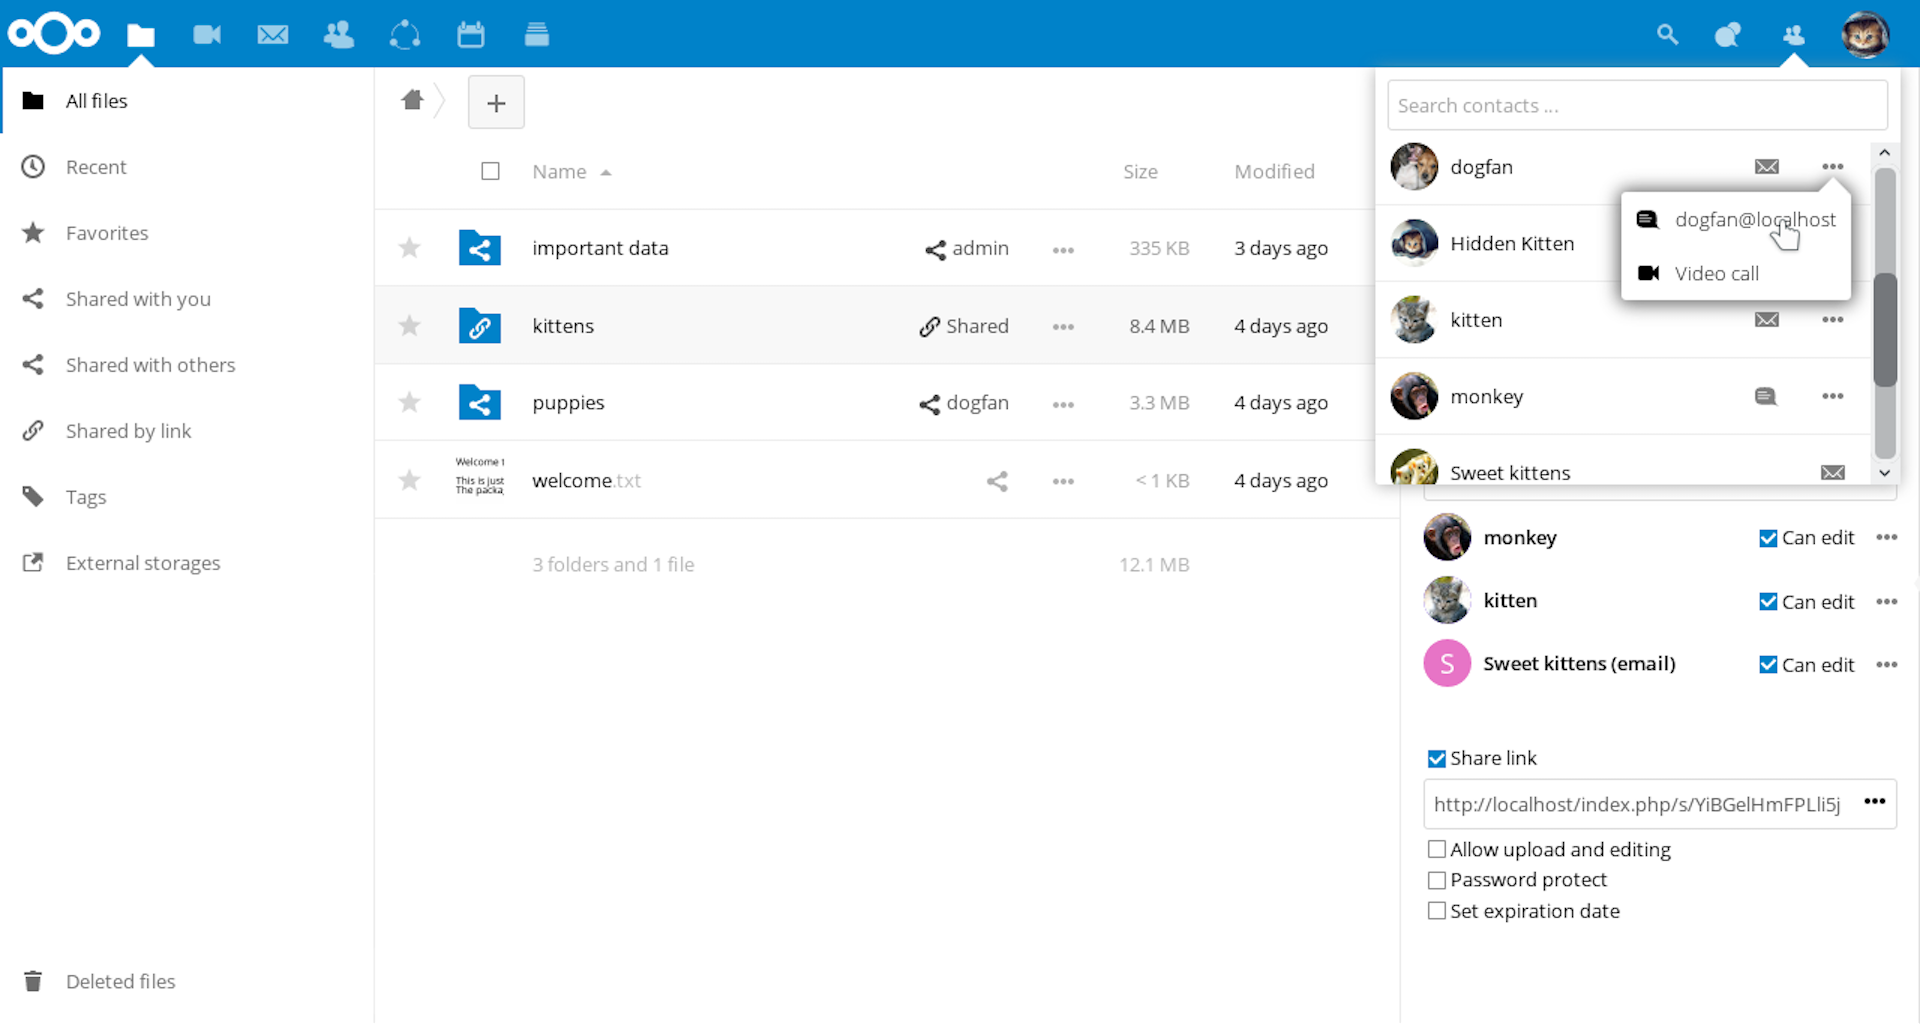 All files
Recent
Favorites
Shared with you
Shared with others
Shared by link
Tags
External storages
Deleted files
+
Name Size Modified
important data admin 335 KB 3 days ago
kittens Shared 8.4 MB 4 days ago
puppies dogfan 3.3 MB 4 days ago
Welcome t
This is just
The packa
welcome.txt < 1 KB 4 days ago
3 folders and 1 file 12.1 MB
Search contacts ...
dogfan
dogfan@localhost
Video call
Hidden Kitten
kitten
monkey
Sweet kittens
monkey Can edit
kitten Can edit
S Sweet kittens (email) Can edit
Share link
http://localhost/index.php/s/YiBGelHmFPLli5j
Allow upload and editing
Password protect
Set expiration date